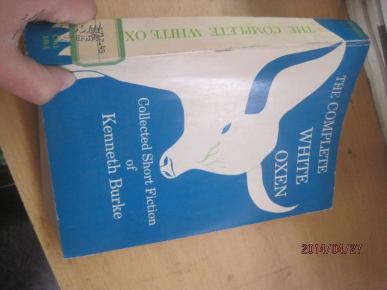 THE COMPLETE
WHITE
OXEN
Collected Short Fiction
of
Kenneth Burke
THE COMPLETE WHITE OX
2014/04/27